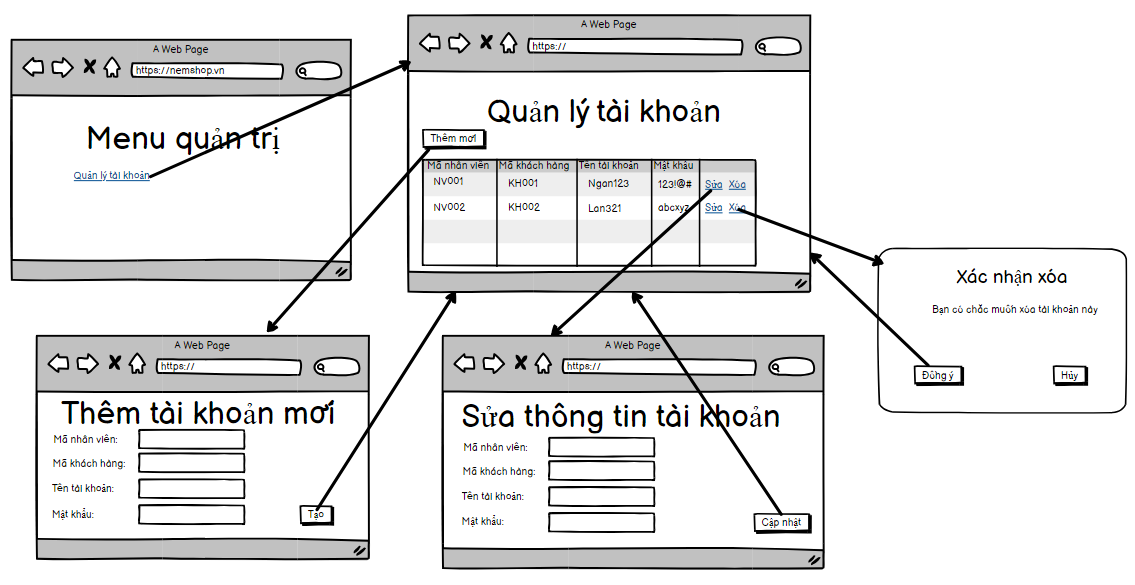 A Web Page
https://nemshop.vn
Menu quản trị
Quản lý tài khoản
A Web Page
https://
Quản lý tài khoản
Thêm mới
Mã nhân viên Mã khách hàng Tên tài khoản Mật khẩu
NV001 KH001 Ngan123 123!@# Sửa Xóa
NV002 KH002 Lan321 abcxyz Sửa Xóa
Xác nhận xóa
Bạn có chắc muốn xóa tài khoản này
Đồng ý Hủy
A Web Page
https://
Thêm tài khoản mới
Mã nhân viên:
Mã khách hàng:
Tên tài khoản:
Mật khẩu:
Tạo
A Web Page
https://
Sửa thông tin tài khoản
Mã nhân viên:
Mã khách hàng:
Tên tài khoản:
Mật khẩu:
Cập nhật